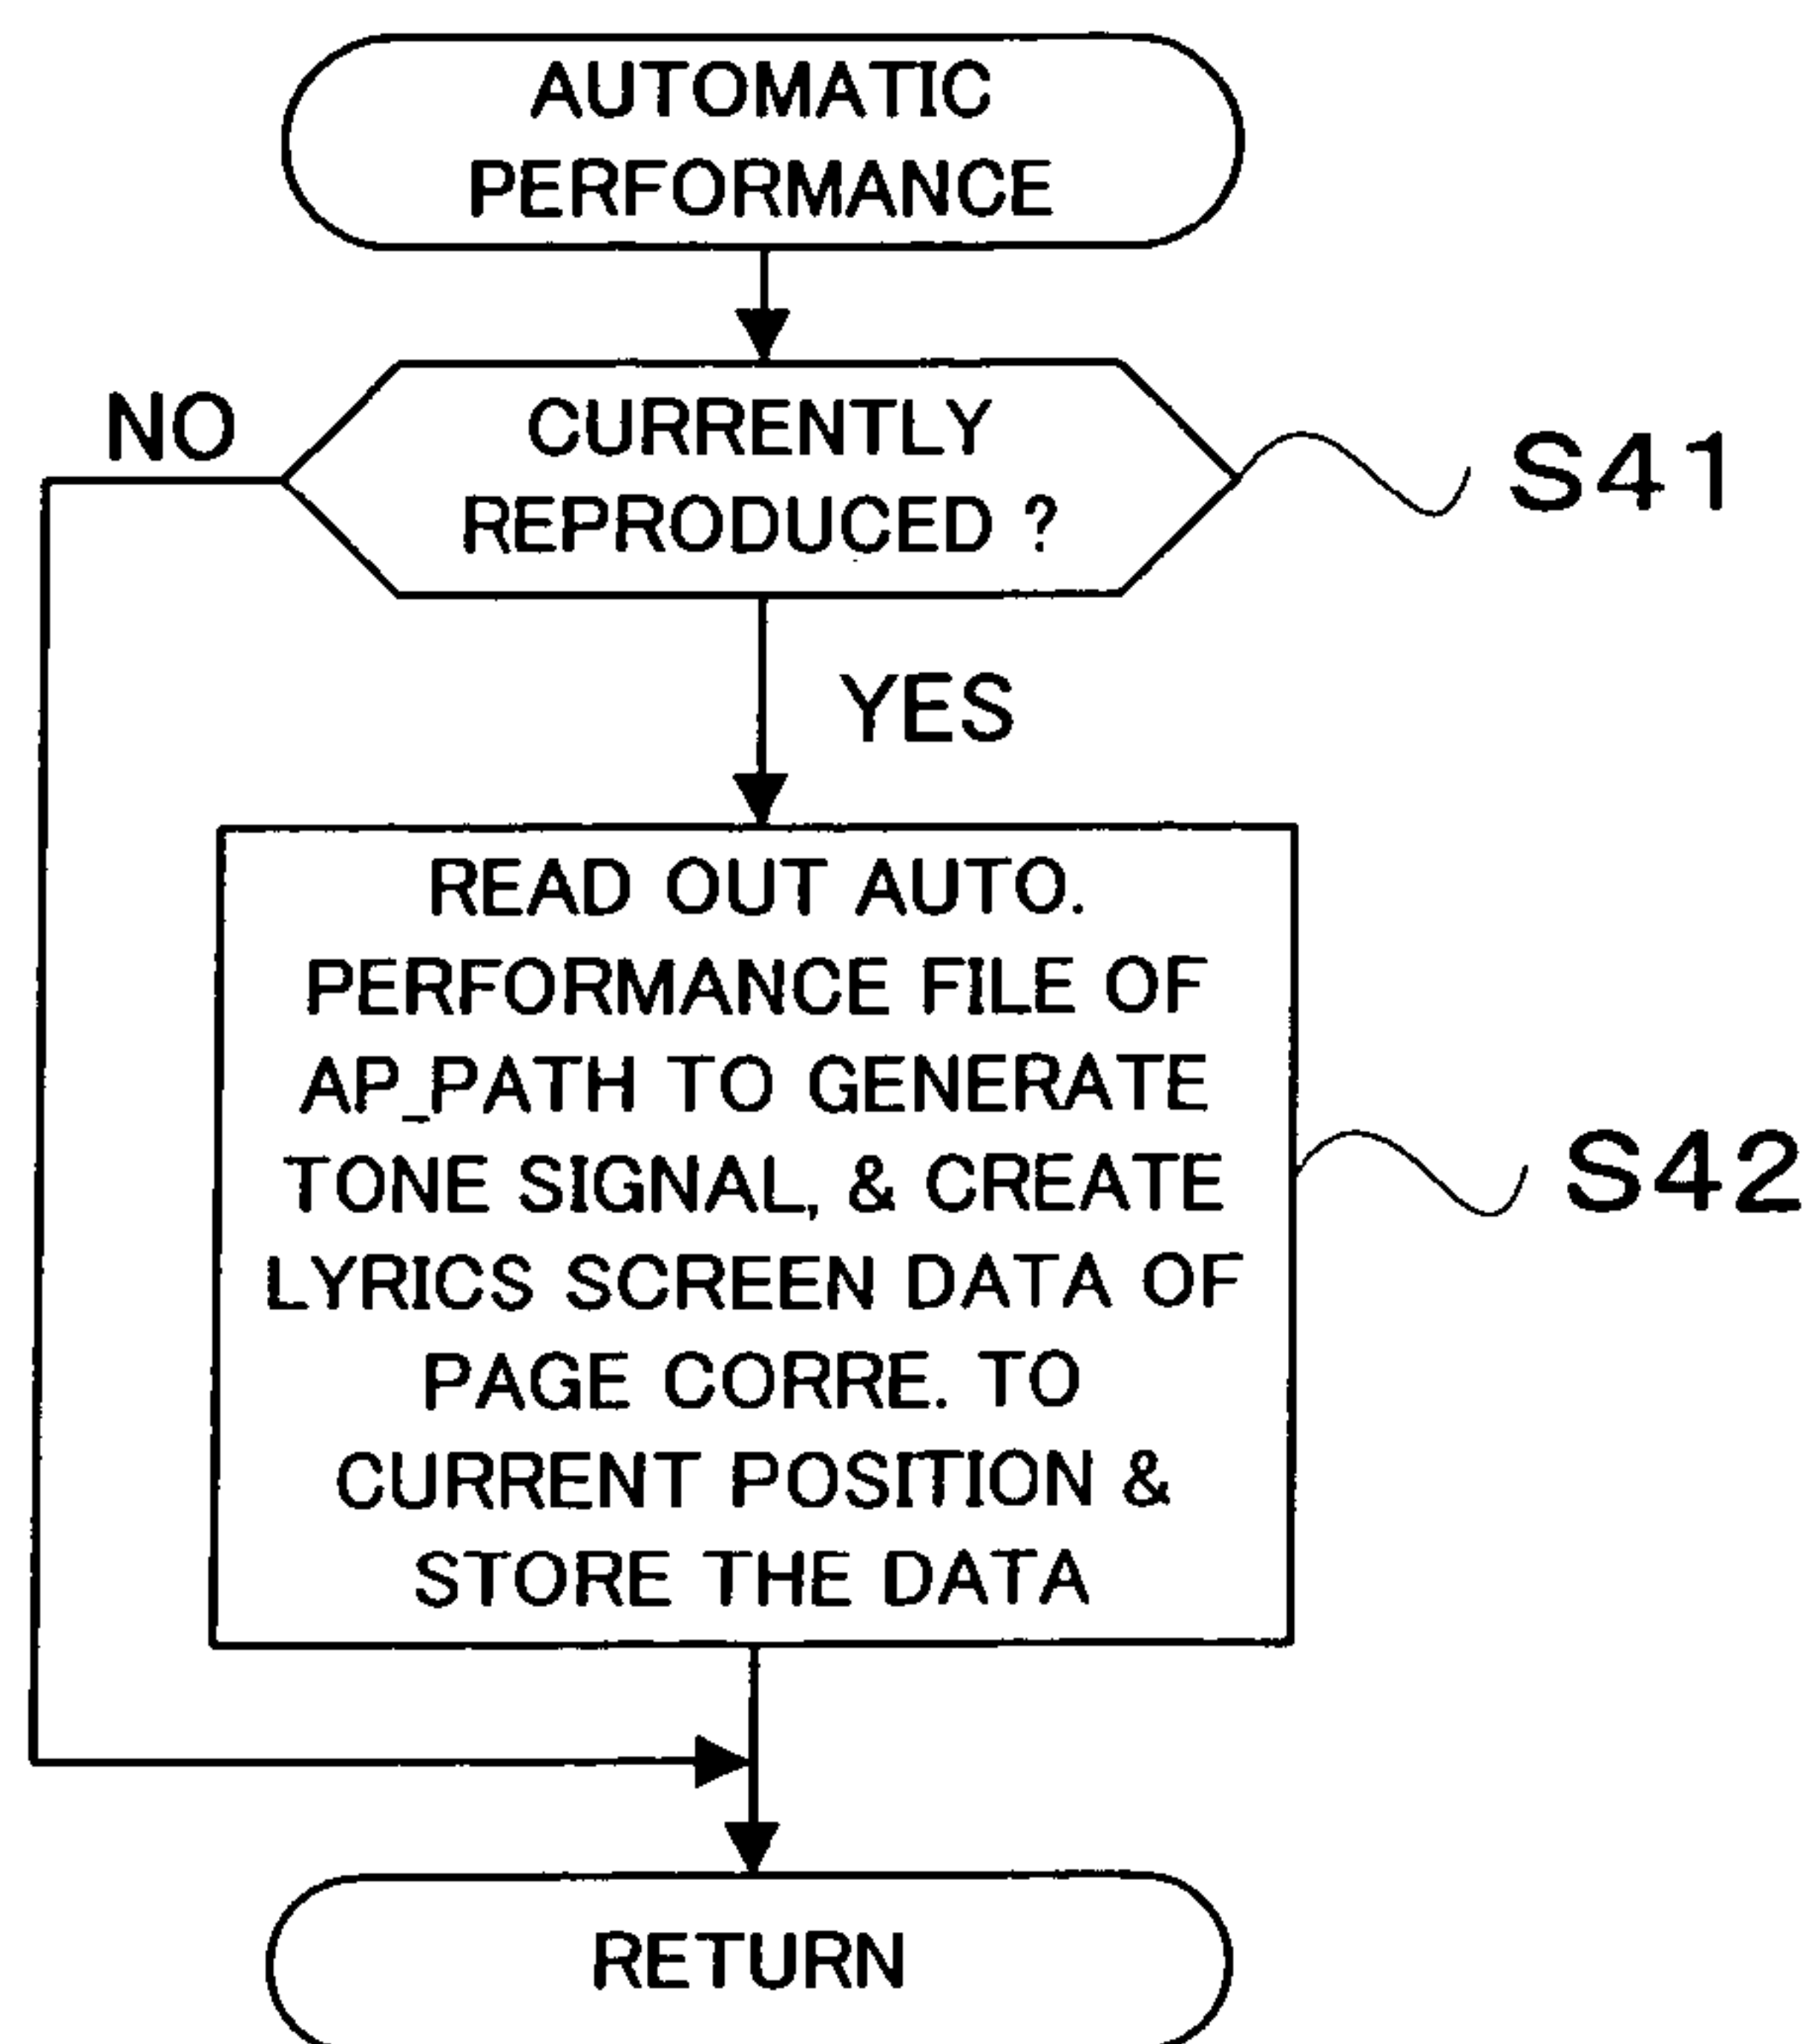 AUTOMATIC
PERFORMANCE
NO
CURRENTLY
REPRODUCED ?
S41
YES
READ OUT AUTO.
PERFORMANCE FILE OF
AP_PATH TO GENERATE
TONE SIGNAL, & CREATE
LYRICS SCREEN DATA OF
PAGE CORRE. TO
CURRENT POSITION &
STORE THE DATA
S42
RETURN